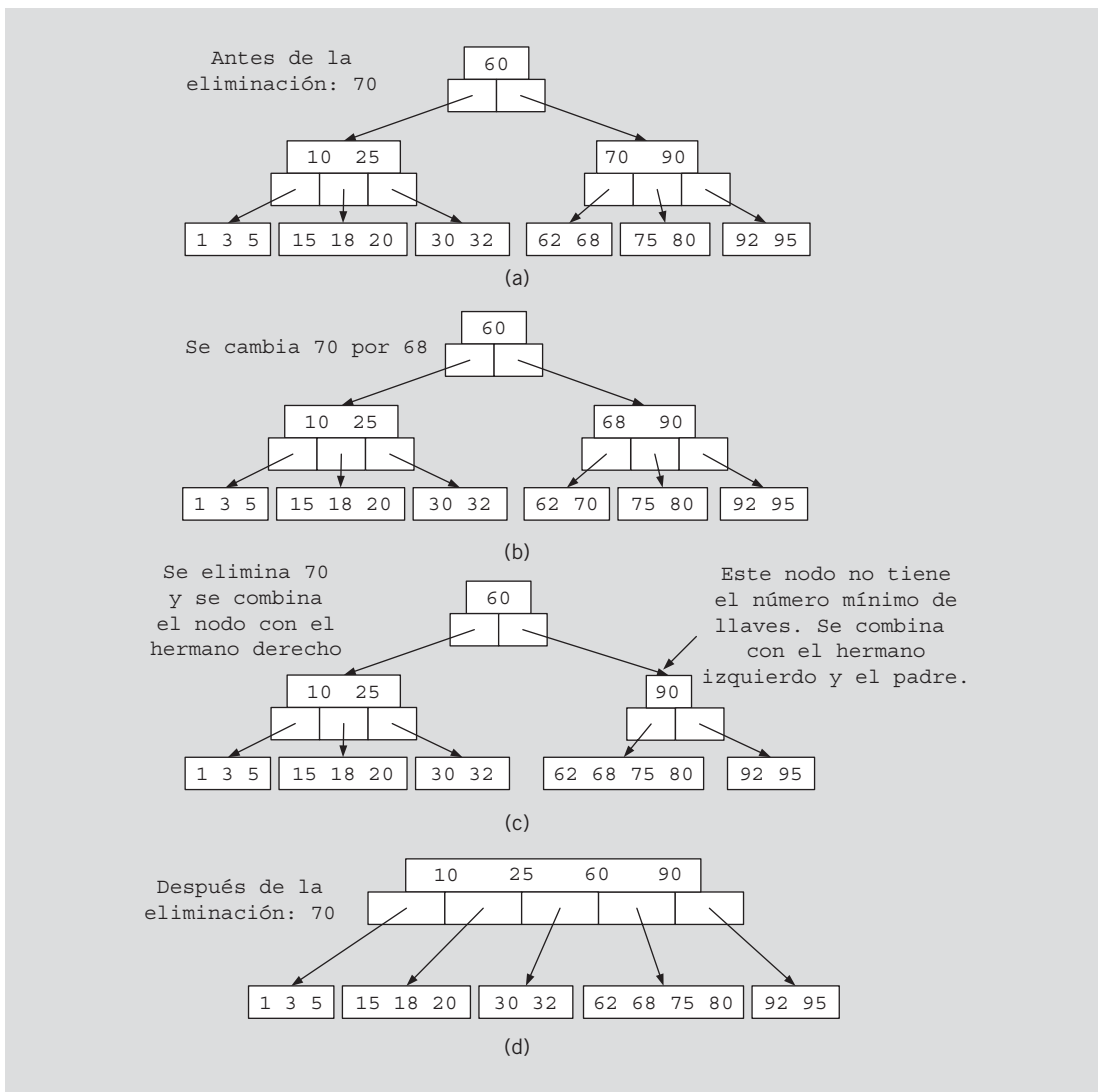 Antes de la
eliminación: 70
60
10 25
70 90
1 3 5
15 18 20
30 32
62 68
75 80
92 95
(a)
Se cambia 70 por 68
60
10 25
68 90
1 3 5
15 18 20
30 32
62 70
75 80
92 95
(b)
Se elimina 70
y se combina
el nodo con el
hermano derecho
60
Este nodo no tiene
el número mínimo de
llaves. Se combina
con el hermano
izquierdo y el padre.
10 25
90
1 3 5
15 18 20
30 32
62 68 75 80
92 95
(c)
Después de la
eliminación: 70
10 25 60 90
1 3 5
15 18 20
30 32
62 68 75 80
92 95
(d)